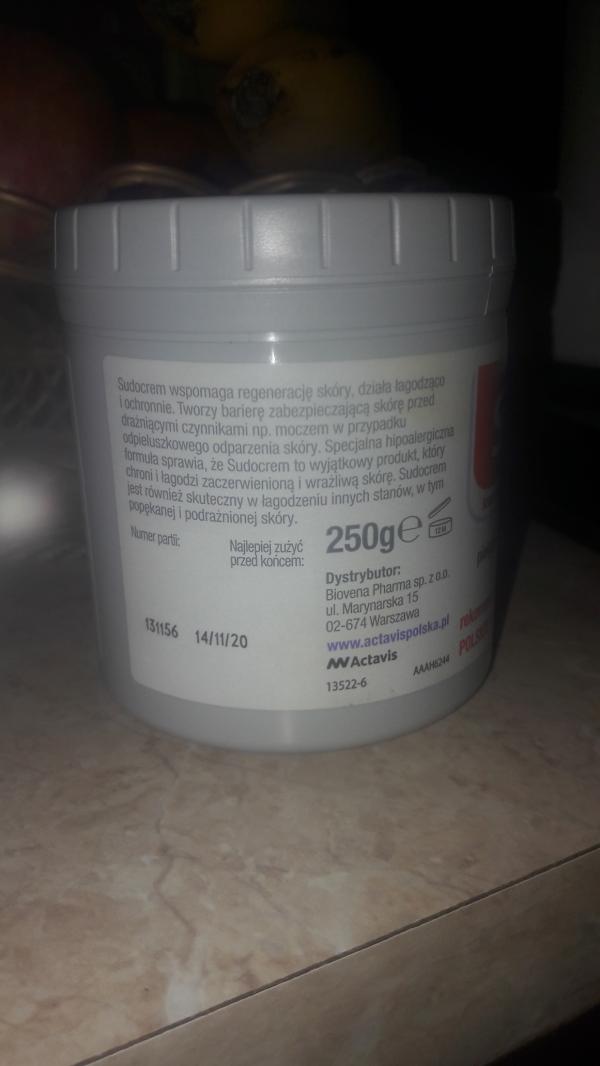 Sudocrem wspomaga regenerację skóry, działa łagodząco
i ochronnie. Tworzy barierę zabezpieczającą skórę przed
drażniącymi czynnikami np. moczem w przypadku
odpieluszkowego odparzenia skóry. Specjalna hipoalergiczna
formuła sprawia, że Sudocrem to wyjątkowy produkt, który
chroni i łagodzi zaczerwienioną i wrażliwą skórę. Sudocrem
jest również skuteczny w łagodzeniu innych stanów, w tym
popękanej i podrażnionej skóry.
Numer partii:
Najlepiej zużyć
przed końcem:
131156 14/11/20
250g e 12 M
Dystrybutor:
Biovena Pharma sp. z o.o.
ul. Marynarska 15
02-674 Warszawa
www.actavispolska.pl
Actavis
13522-6
AAAH6244